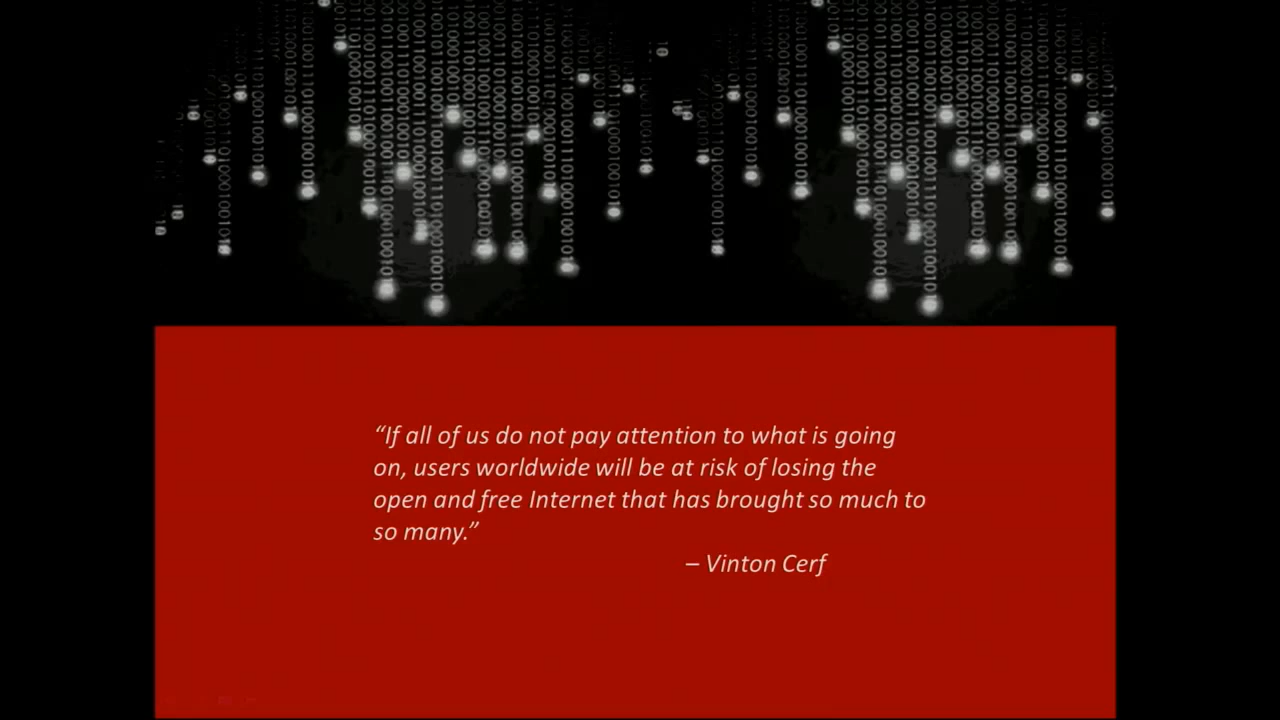 “If all of us do not pay attention to what is going
on, users worldwide will be at risk of losing the
open and free Internet that has brought so much to
so many.”
– Vinton Cerf